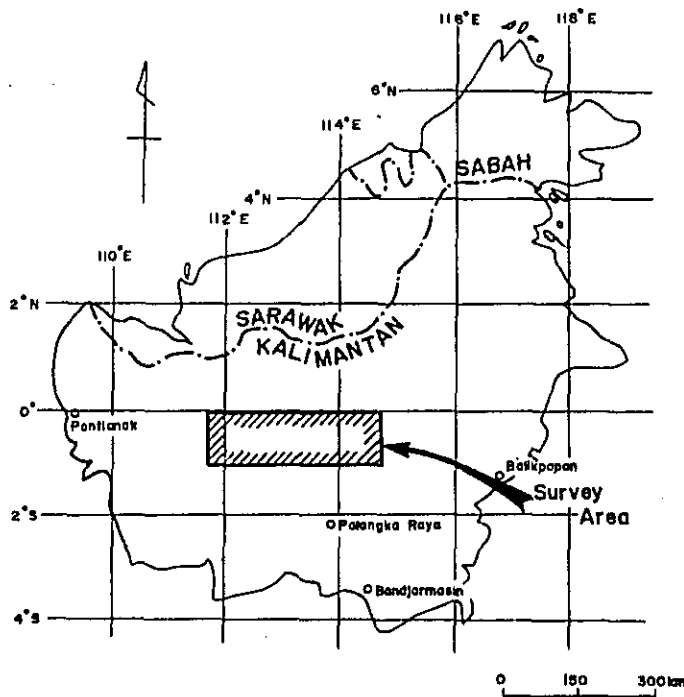 116°E 118°E
6°N
114°E
SABAH
4°N
112°E
110°E
2°N
SARAWAK
KALIMANTAN
0°
Pontianak
Balikpapan
Survey
Area
2°S
Palangka Raya
Bandjarmasin
4°S
0 150 300km